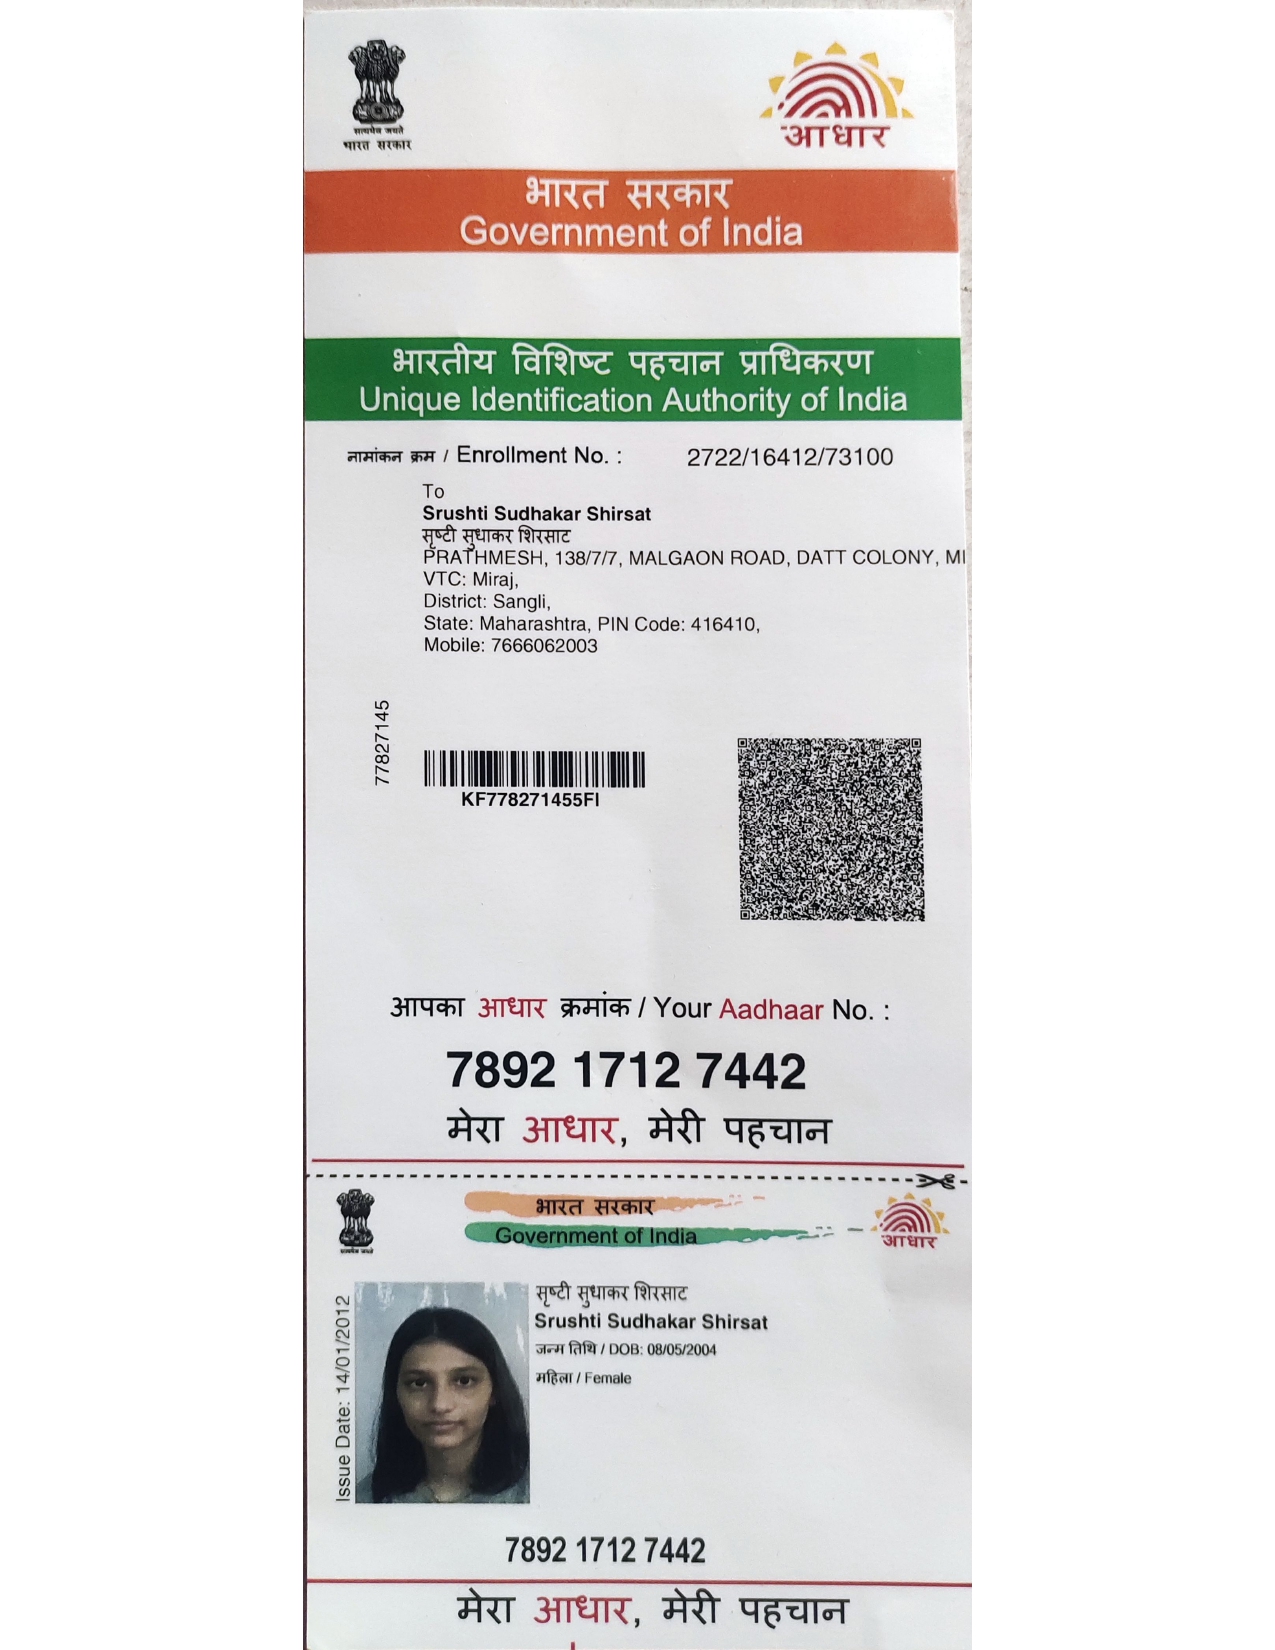 सत्यमेव जयते
भारत सरकार
आधार
भारत सरकार
Government of India
भारतीय विशिष्ट पहचान प्राधिकरण
Unique Identification Authority of India
नामांकन क्रम / Enrollment No. : 2722/16412/73100
To
Srushti Sudhakar Shirsat
सृष्टी सुधाकर शिरसाट
PRATHMESH, 138/7/7, MALGAON ROAD, DATT COLONY, MI
VTC: Miraj,
District: Sangli,
State: Maharashtra, PIN Code: 416410,
Mobile: 7666062003
77827145
KF778271455FI
आपका आधार क्रमांक / Your Aadhaar No. :
7892 1712 7442
मेरा आधार, मेरी पहचान
सत्यमेव जयते
भारत सरकार
Government of India
आधार
Issue Date: 14/01/2012
सृष्टी सुधाकर शिरसाट
Srushti Sudhakar Shirsat
जन्म तिथि / DOB: 08/05/2004
महिला / Female
7892 1712 7442
मेरा आधार, मेरी पहचान